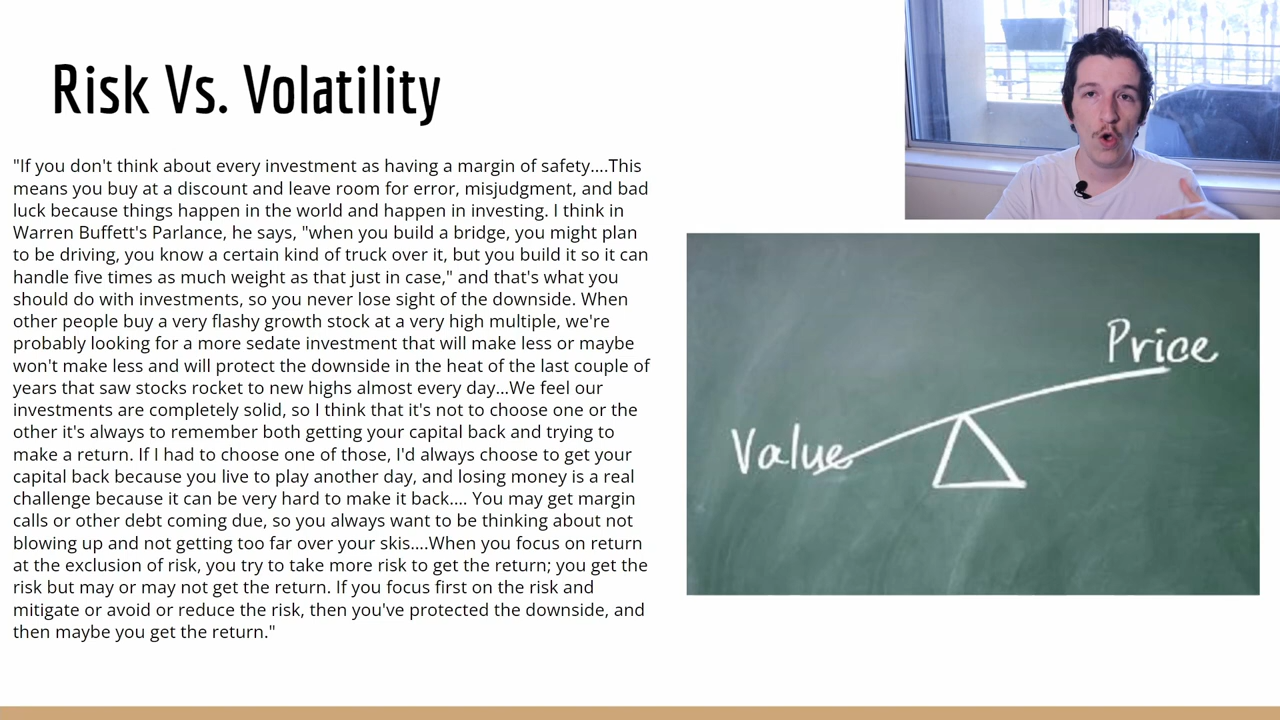 Risk Vs. Volatility
"If you don't think about every investment as having a margin of safety....This
means you buy at a discount and leave room for error, misjudgment, and bad
luck because things happen in the world and happen in investing. I think in
Warren Buffett's Parlance, he says, "when you build a bridge, you might plan
to be driving, you know a certain kind of truck over it, but you build it so it can
handle five times as much weight as that just in case," and that's what you
should do with investments, so you never lose sight of the downside. When
other people buy a very flashy growth stock at a very high multiple, we're
probably looking for a more sedate investment that will make less or maybe
won't make less and will protect the downside in the heat of the last couple of
years that saw stocks rocket to new highs almost every day...We feel our
investments are completely solid, so I think that it's not to choose one or the
other it's always to remember both getting your capital back and trying to
make a return. If I had to choose one of those, I'd always choose to get your
capital back because you live to play another day, and losing money is a real
challenge because it can be very hard to make it back.... You may get margin
calls or other debt coming due, so you always want to be thinking about not
blowing up and not getting too far over your skis....When you focus on return
at the exclusion of risk, you try to take more risk to get the return; you get the
risk but may or may not get the return. If you focus first on the risk and
mitigate or avoid or reduce the risk, then you've protected the downside, and
then maybe you get the return."
Price
Value